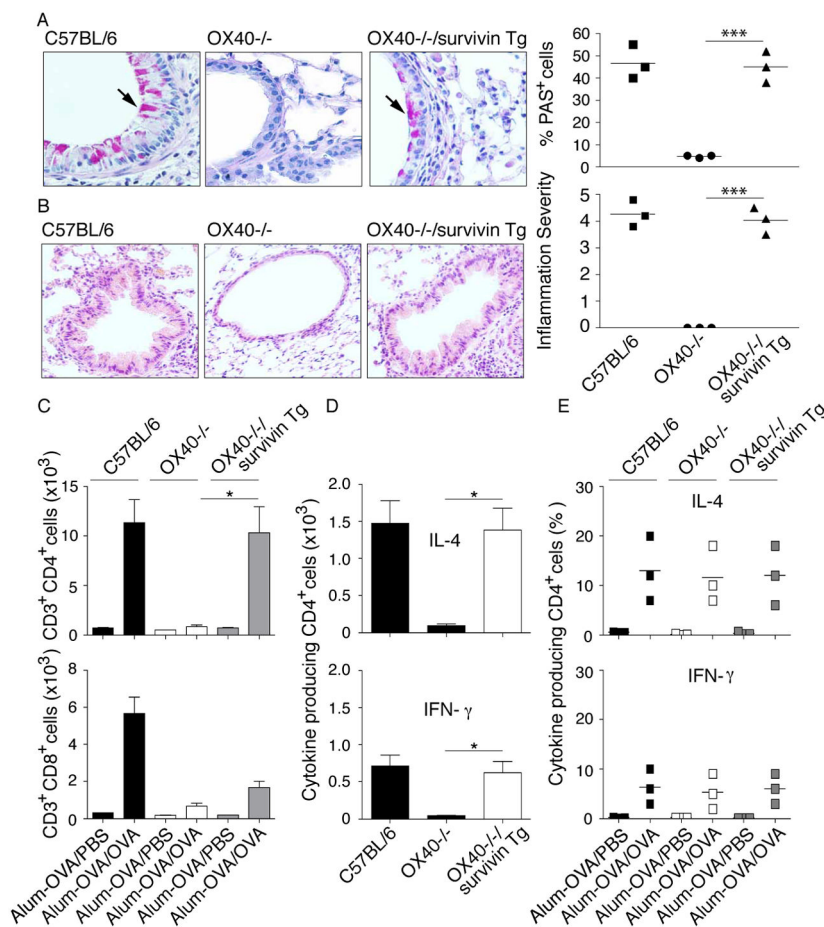 A
C57BL/6
OX40-/-
OX40-/-/survivin Tg
% PAS+ cells
60
50
40
30
20
10
0
***
B
C57BL/6
OX40-/-
OX40-/-/survivin Tg
Inflammation Severity
5
4
3
2
1
0
***
C57BL/6
OX40-/-
OX40-/-/
survivin Tg
C
C57BL/6
OX40-/-
OX40-/-/
survivin Tg
CD3+ CD4+cells (x103)
15
10
5
0
*
CD3+ CD8+cells (x103)
8
6
4
2
0
Alum-OVA/PBS
Alum-OVA/OVA
Alum-OVA/PBS
Alum-OVA/OVA
Alum-OVA/PBS
Alum-OVA/OVA
D
Cytokine producing CD4+cells (x103)
2.0
1.5
1.0
0.5
0
*
IL-4
2.0
1.5
1.0
0.5
0
IFN- γ
*
C57BL/6
OX40-/-
OX40-/-/
survivin Tg
E
C57BL/6
OX40-/-
OX40-/-/
survivin Tg
Cytokine producing CD4+cels (% )
IL-4
30
20
10
0
IFN-γ
30
20
10
0
Alum-OVA/PBS
Alum-OVA/OVA
Alum-OVA/PBS
Alum-OVA/OVA
Alum-OVA/PBS
Alum-OVA/OVA